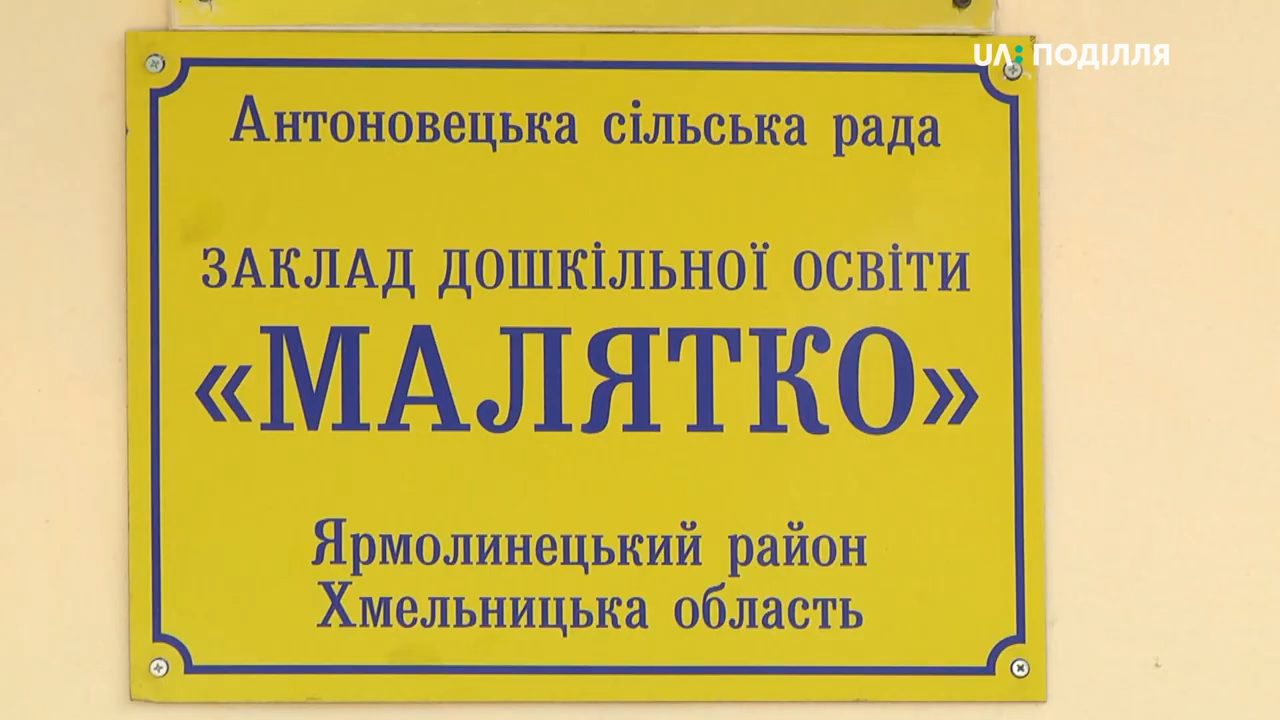 UA: ПОДІЛЛЯ
Антоновецька сільська рада
ЗАКЛАД ДОШКІЛЬНОЇ ОСВІТИ
«МАЛЯТКО»
Ярмолинецький район
Хмельницька область